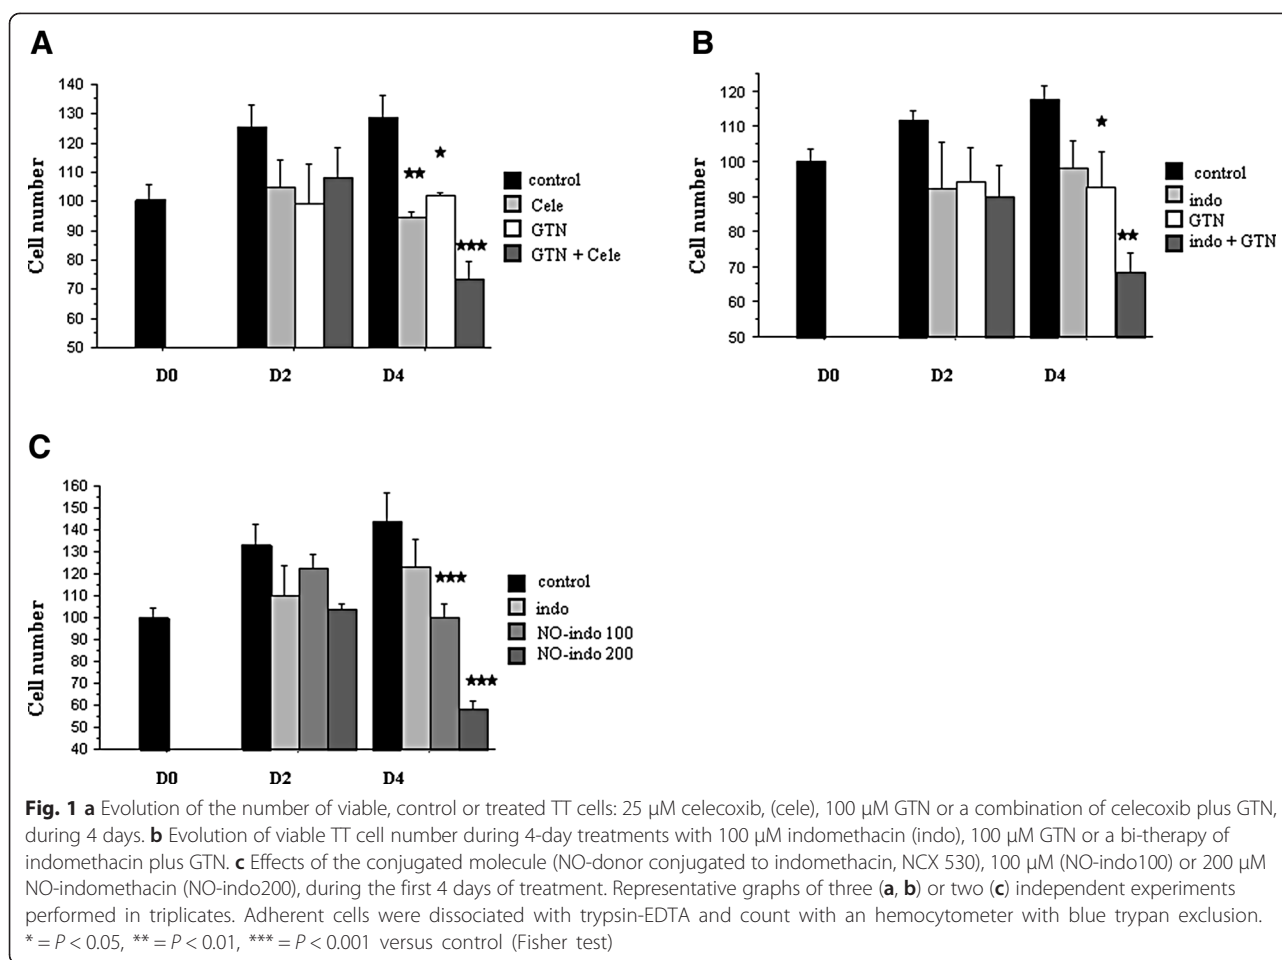 A
140
130
120
110
100
90
80
70
60
50
Cell number
D0
D2
D4
★★
★
★★★
control
Cele
GTN
GTN + Cele
B
120
110
100
90
80
70
60
50
Cell number
D0
D2
D4
★
★★
control
indo
GTN
indo + GTN
C
160
150
140
130
120
110
100
90
80
70
60
50
40
Cell number
D0
D2
D4
★★★
★★★
control
indo
NO-indo 100
NO-indo 200
Fig. 1 a Evolution of the number of viable, control or treated TT cells: 25 μM celecoxib, (cele), 100 μM GTN or a combination of celecoxib plus GTN,
during 4 days. b Evolution of viable TT cell number during 4-day treatments with 100 μM indomethacin (indo), 100 μM GTN or a bi-therapy of
indomethacin plus GTN. c Effects of the conjugated molecule (NO-donor conjugated to indomethacin, NCX 530), 100 μM (NO-indo100) or 200 μM
NO-indomethacin (NO-indo200), during the first 4 days of treatment. Representative graphs of three (a, b) or two (c) independent experiments
performed in triplicates. Adherent cells were dissociated with trypsin-EDTA and count with an hemocytometer with blue trypan exclusion.
* = P < 0.05, ** = P < 0.01, *** = P < 0.001 versus control (Fisher test)